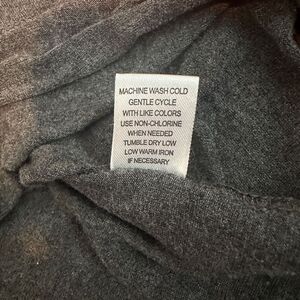 MACHINE WASH COLD
GENTLE CYCLE
WITH LIKE COLORS
USE NON-CHLORINE
WHEN NEEDED
TUMBLE DRY LOW
LOW WARM IRON
IF NECESSARY